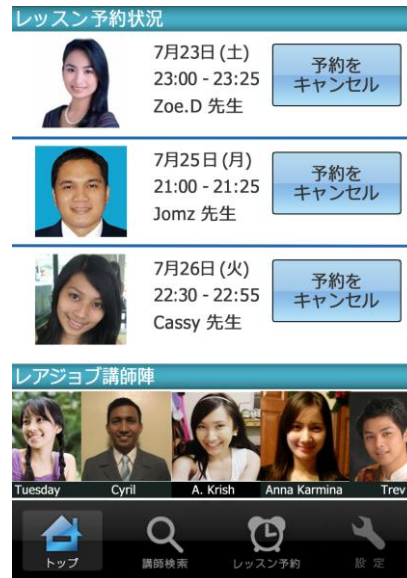 レッスン予約状況
7月23日(土)
23:00 - 23:25
Zoe.D 先生
予約を
キャンセル
7月25日(月)
21:00 - 21:25
Jomz 先生
予約を
キャンセル
7月26日(火)
22:30 - 22:55
Cassy 先生
予約を
キャンセル
レアジョブ講師陣
Tuesday Cyril A. Krish Anna Karmina Trev
トップ 講師検索 レッスン予約 設定